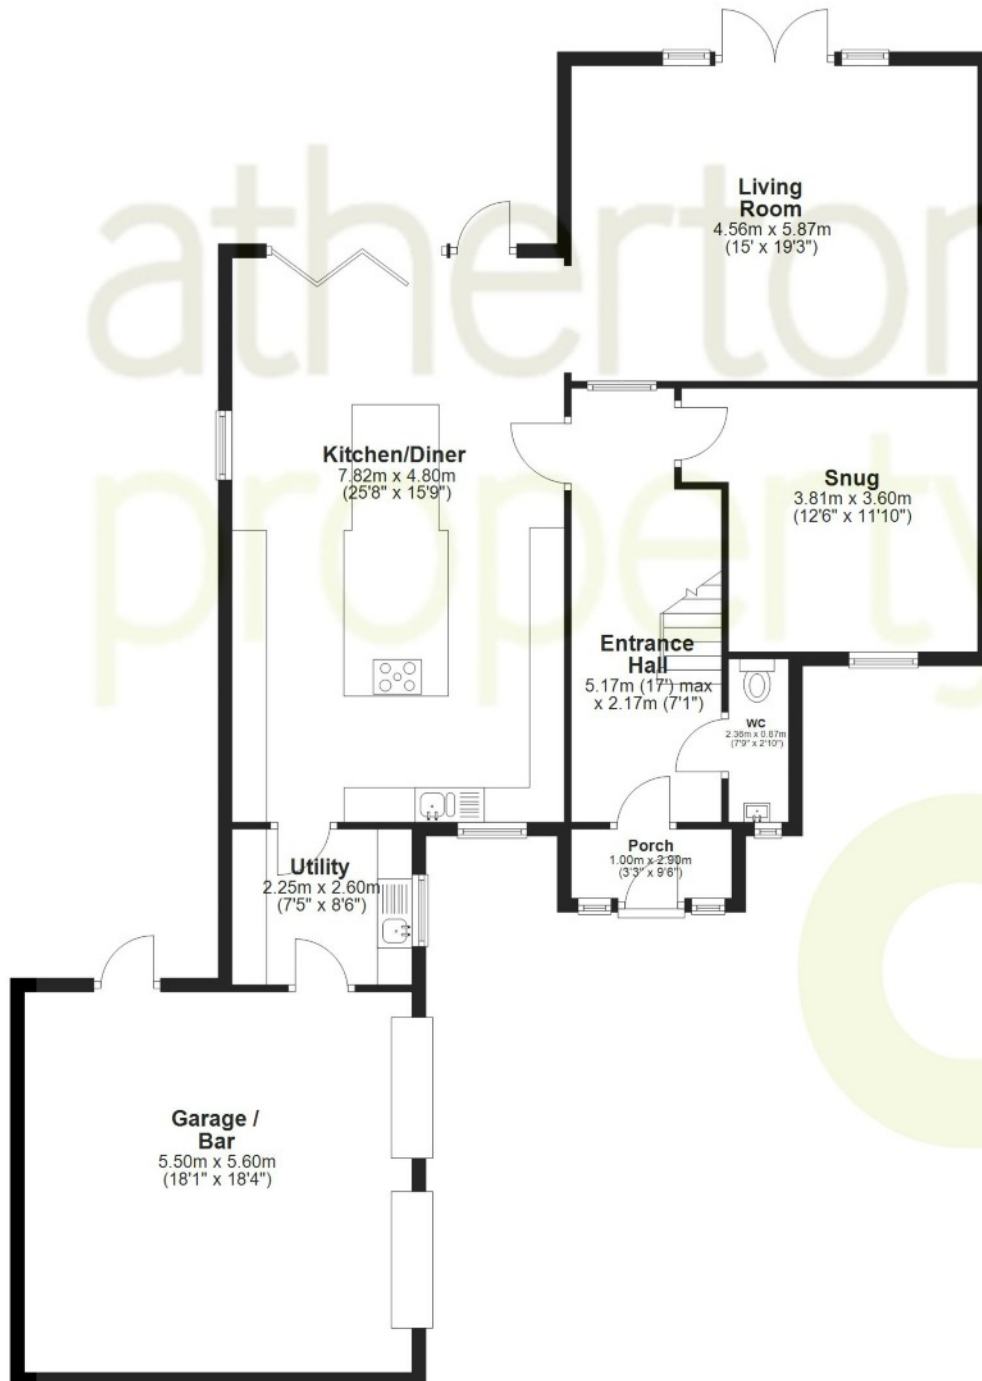 atherton
property
Living
Room
4.56m x 5.87m
(15' x 19'3")
Kitchen/Diner
7.82m x 4.80m
(25'8" x 15'9")
Snug
3.81m x 3.60m
(12'6" x 11'10")
Entrance
Hall
5.17m (17') max
x 2.17m (7'1")
WC
2.36m x 0.87m
(7'9" x 2'10")
Porch
1.00m x 2.90m
(3'3" x 9'6")
Utility
2.25m x 2.60m
(7'5" x 8'6")
Garage /
Bar
5.50m x 5.60m
(18'1" x 18'4")